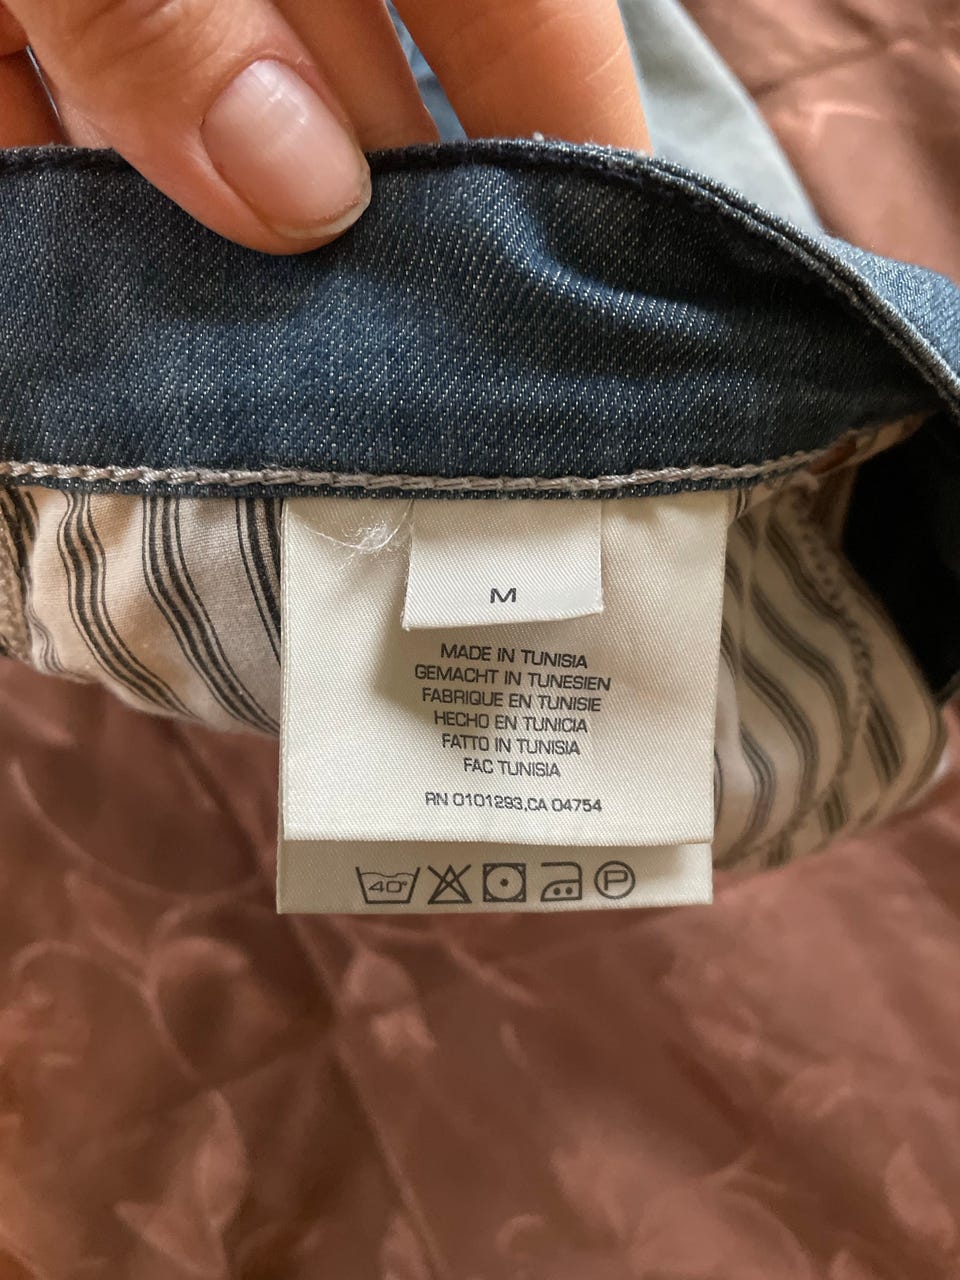 M
MADE IN TUNISIA
GEMACHT IN TUNESIEN
FABRIQUE EN TUNISIE
HECHO EN TUNICIA
FATTO IN TUNISIA
FAC TUNISIA
RN 0101293,CA 04754
40° P